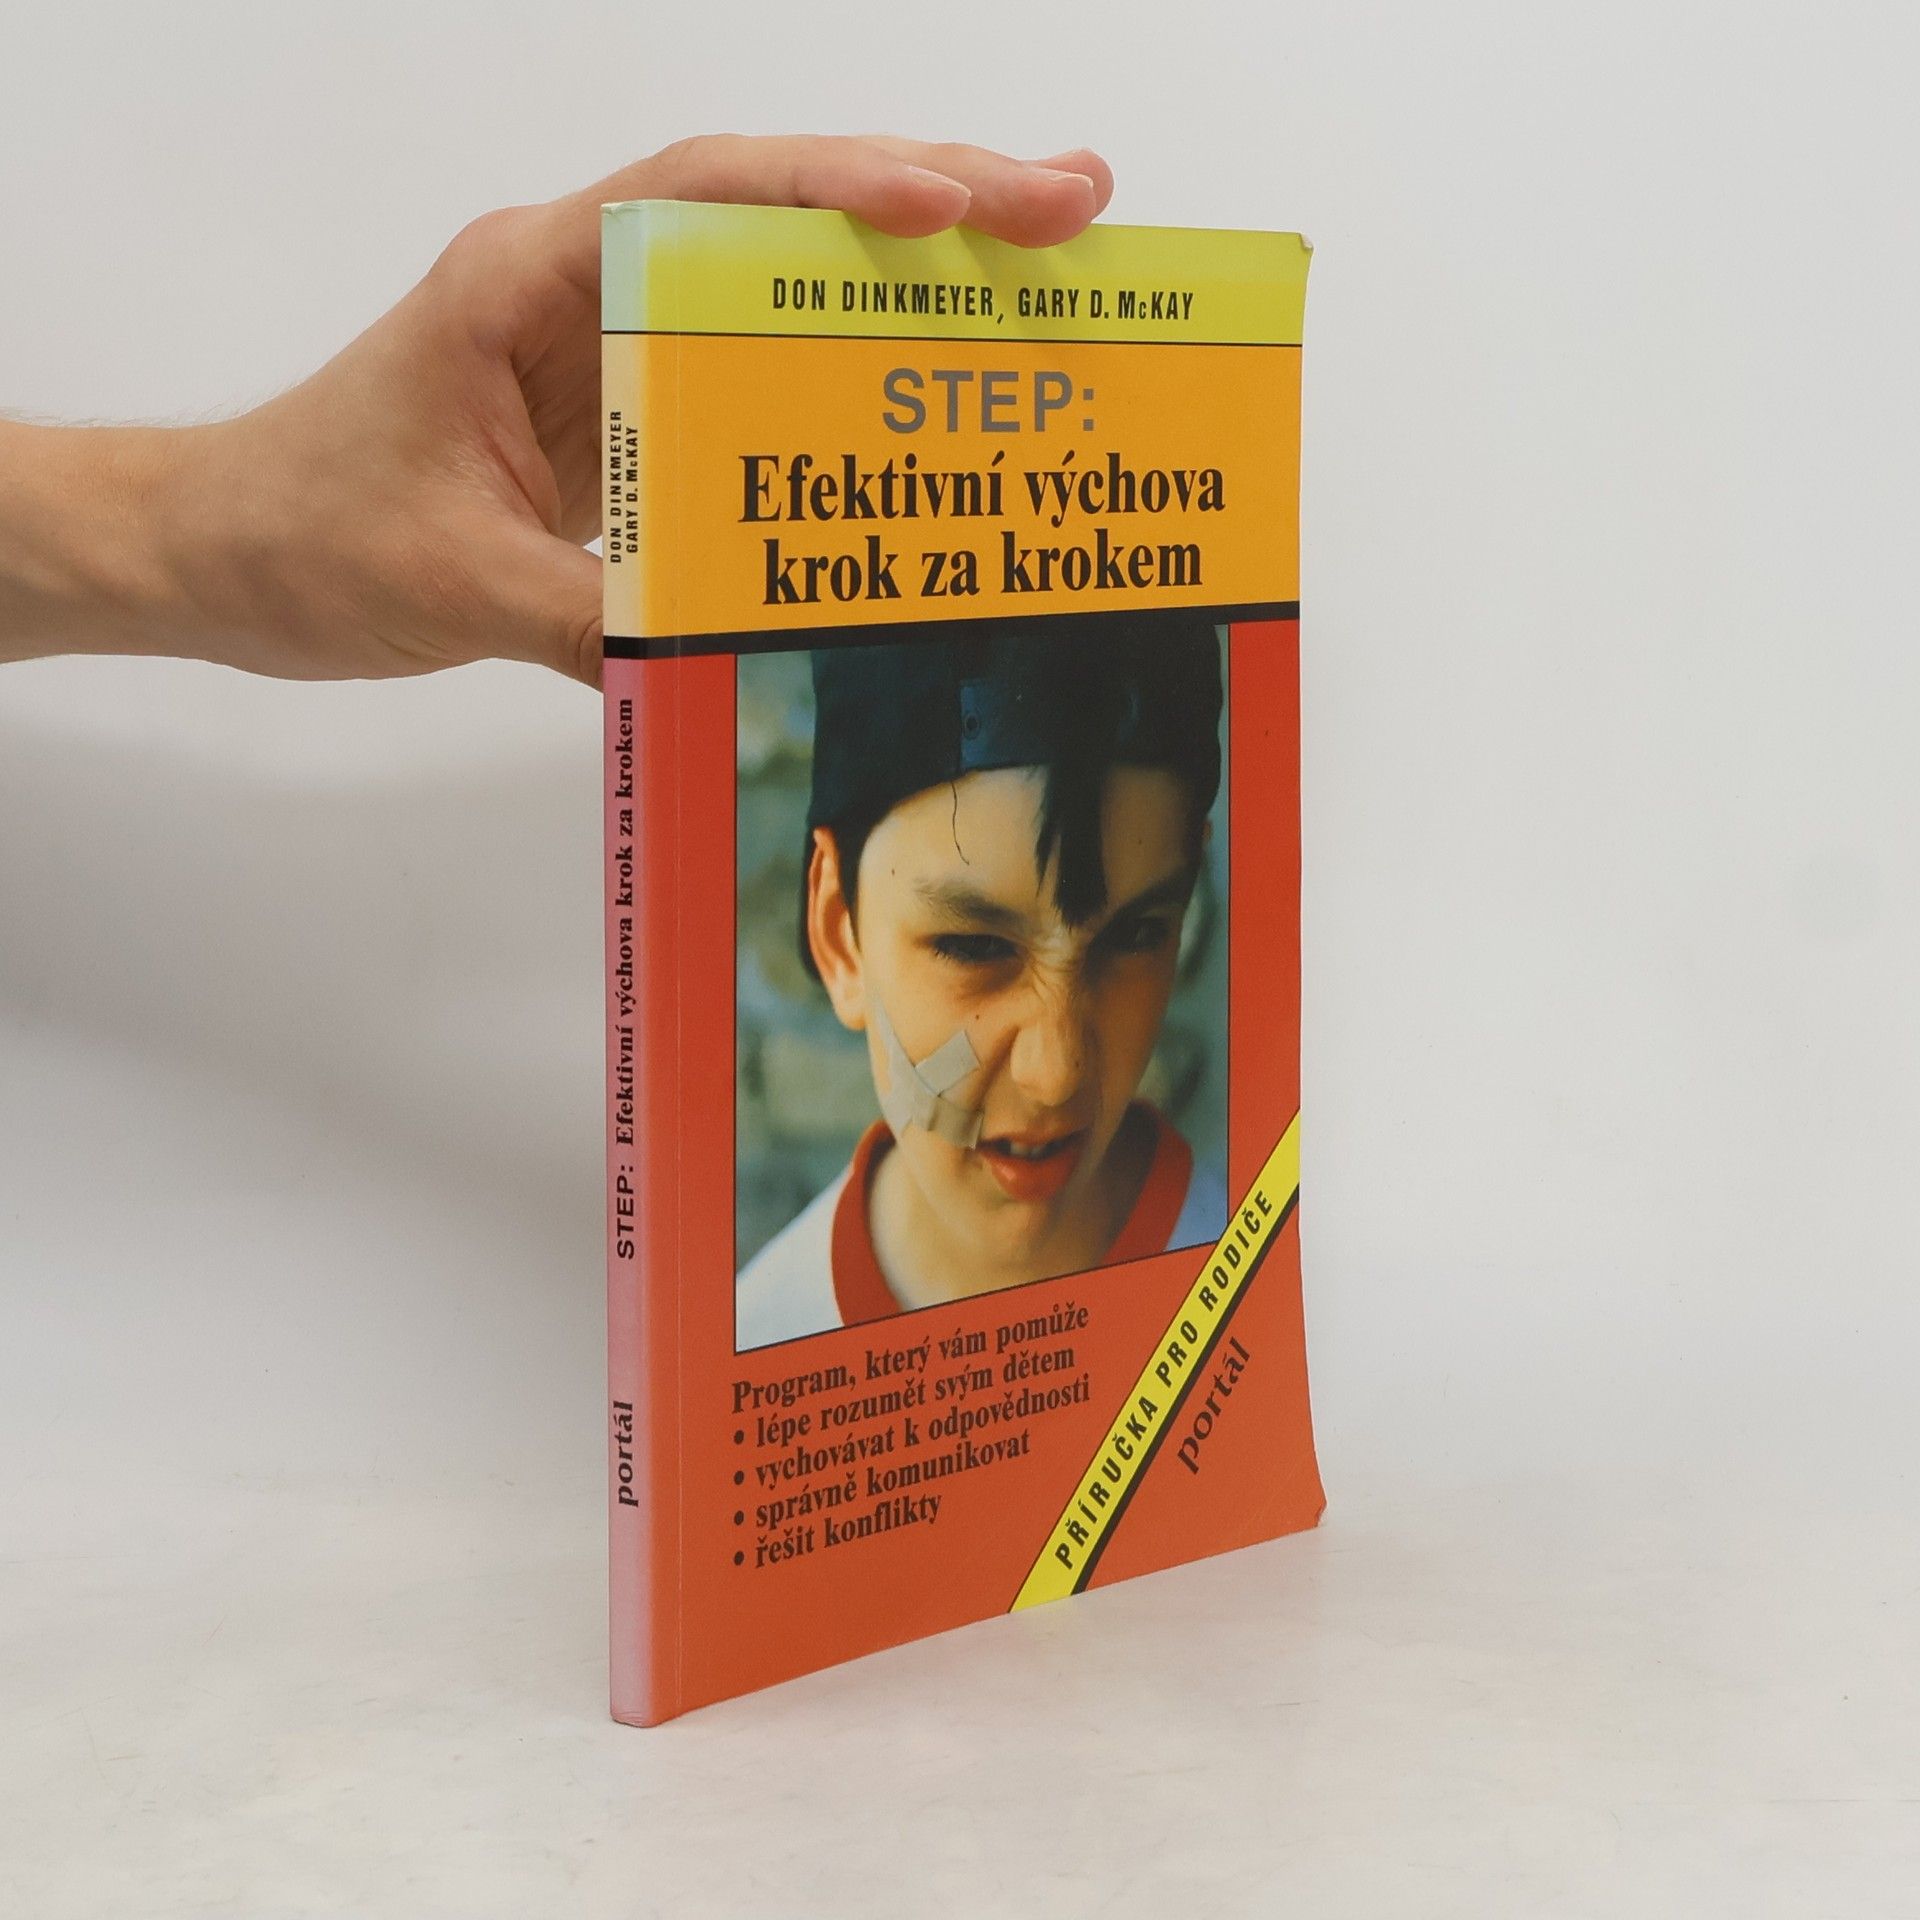 DON DINKMEYER, GARY D. McKAY
STEP:
Efektivní výchova
krok za krokem
Program, který vám pomůže
• lépe rozumět svým dětem
• vychovávat k odpovědnosti
• správně komunikovat
• řešit konflikty
PŘÍRUČKA PRO RODIČE
portál
DON DINKMEYER
GARY D. McKAY
STEP: Efektivní výchova krok za krokem
portál